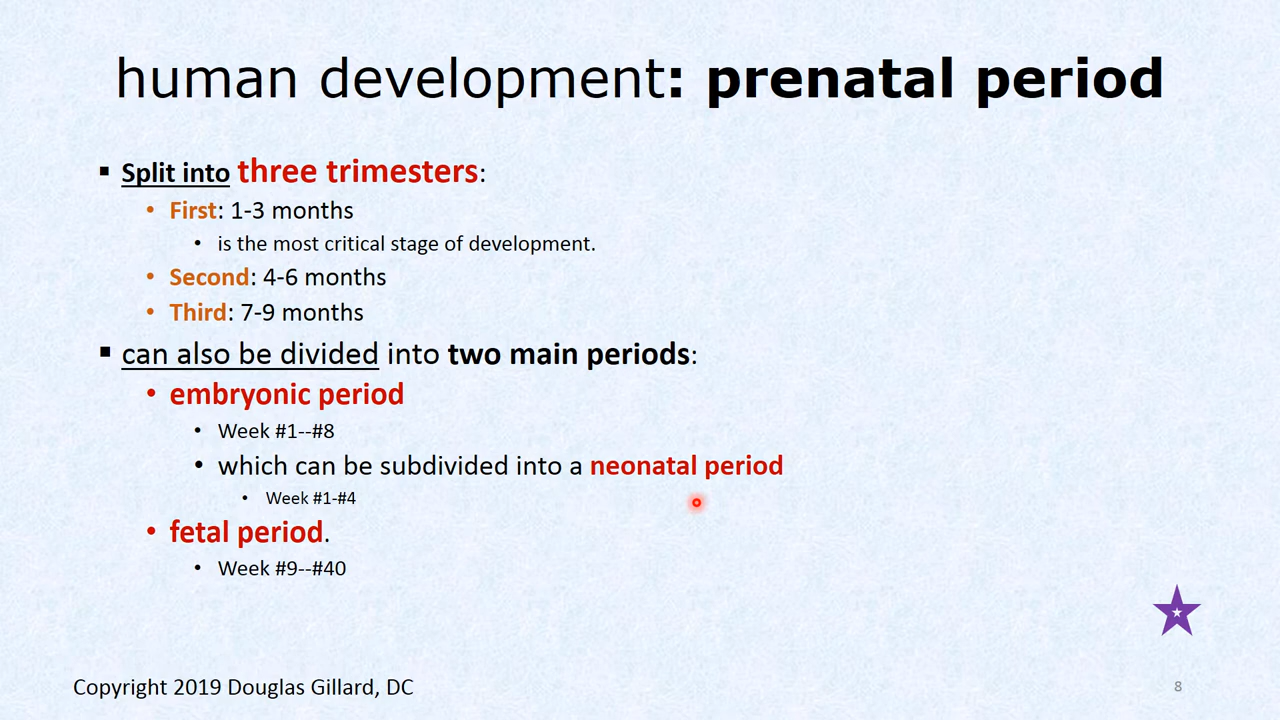 human development: prenatal period
▪ Split into three trimesters:
• First: 1-3 months
• is the most critical stage of development.
• Second: 4-6 months
• Third: 7-9 months
▪ can also be divided into two main periods:
• embryonic period
• Week #1--#8
• which can be subdivided into a neonatal period
• Week #1-#4
• fetal period.
• Week #9--#40
Copyright 2019 Douglas Gillard, DC
8